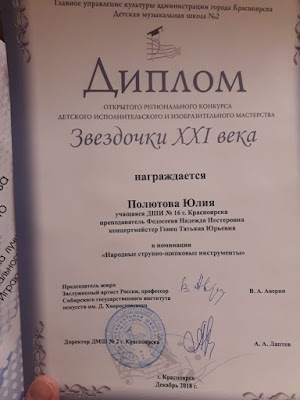 Главное управление культуры администрации города Красноярска
Детская музыкальная школа №2
Диплом
ОТКРЫТОГО РЕГИОНАЛЬНОГО КОНКУРСА
ДЕТСКОГО ИСПОЛНИТЕЛЬСКОГО И ИЗОБРАЗИТЕЛЬНОГО МАСТЕРСТВА
Звездочки XXI века
награждается
Полютова Юлия
учащаяся ДШИ № 16 г. Красноярска
преподаватель Федосеева Надежда Нестеровна
концертмейстер Генец Татьяна Юрьевна
в номинации
«Народные струнно-щипковые инструменты»
Председатель жюри
Заслуженный артист России, профессор
Сибирского государственного института
искусств им. Д. Хворостовского
В. А. Аверин
Директор ДМШ № 2 г. Красноярска
А. А. Лаптев
г. Красноярск
Декабрь 2018 г.